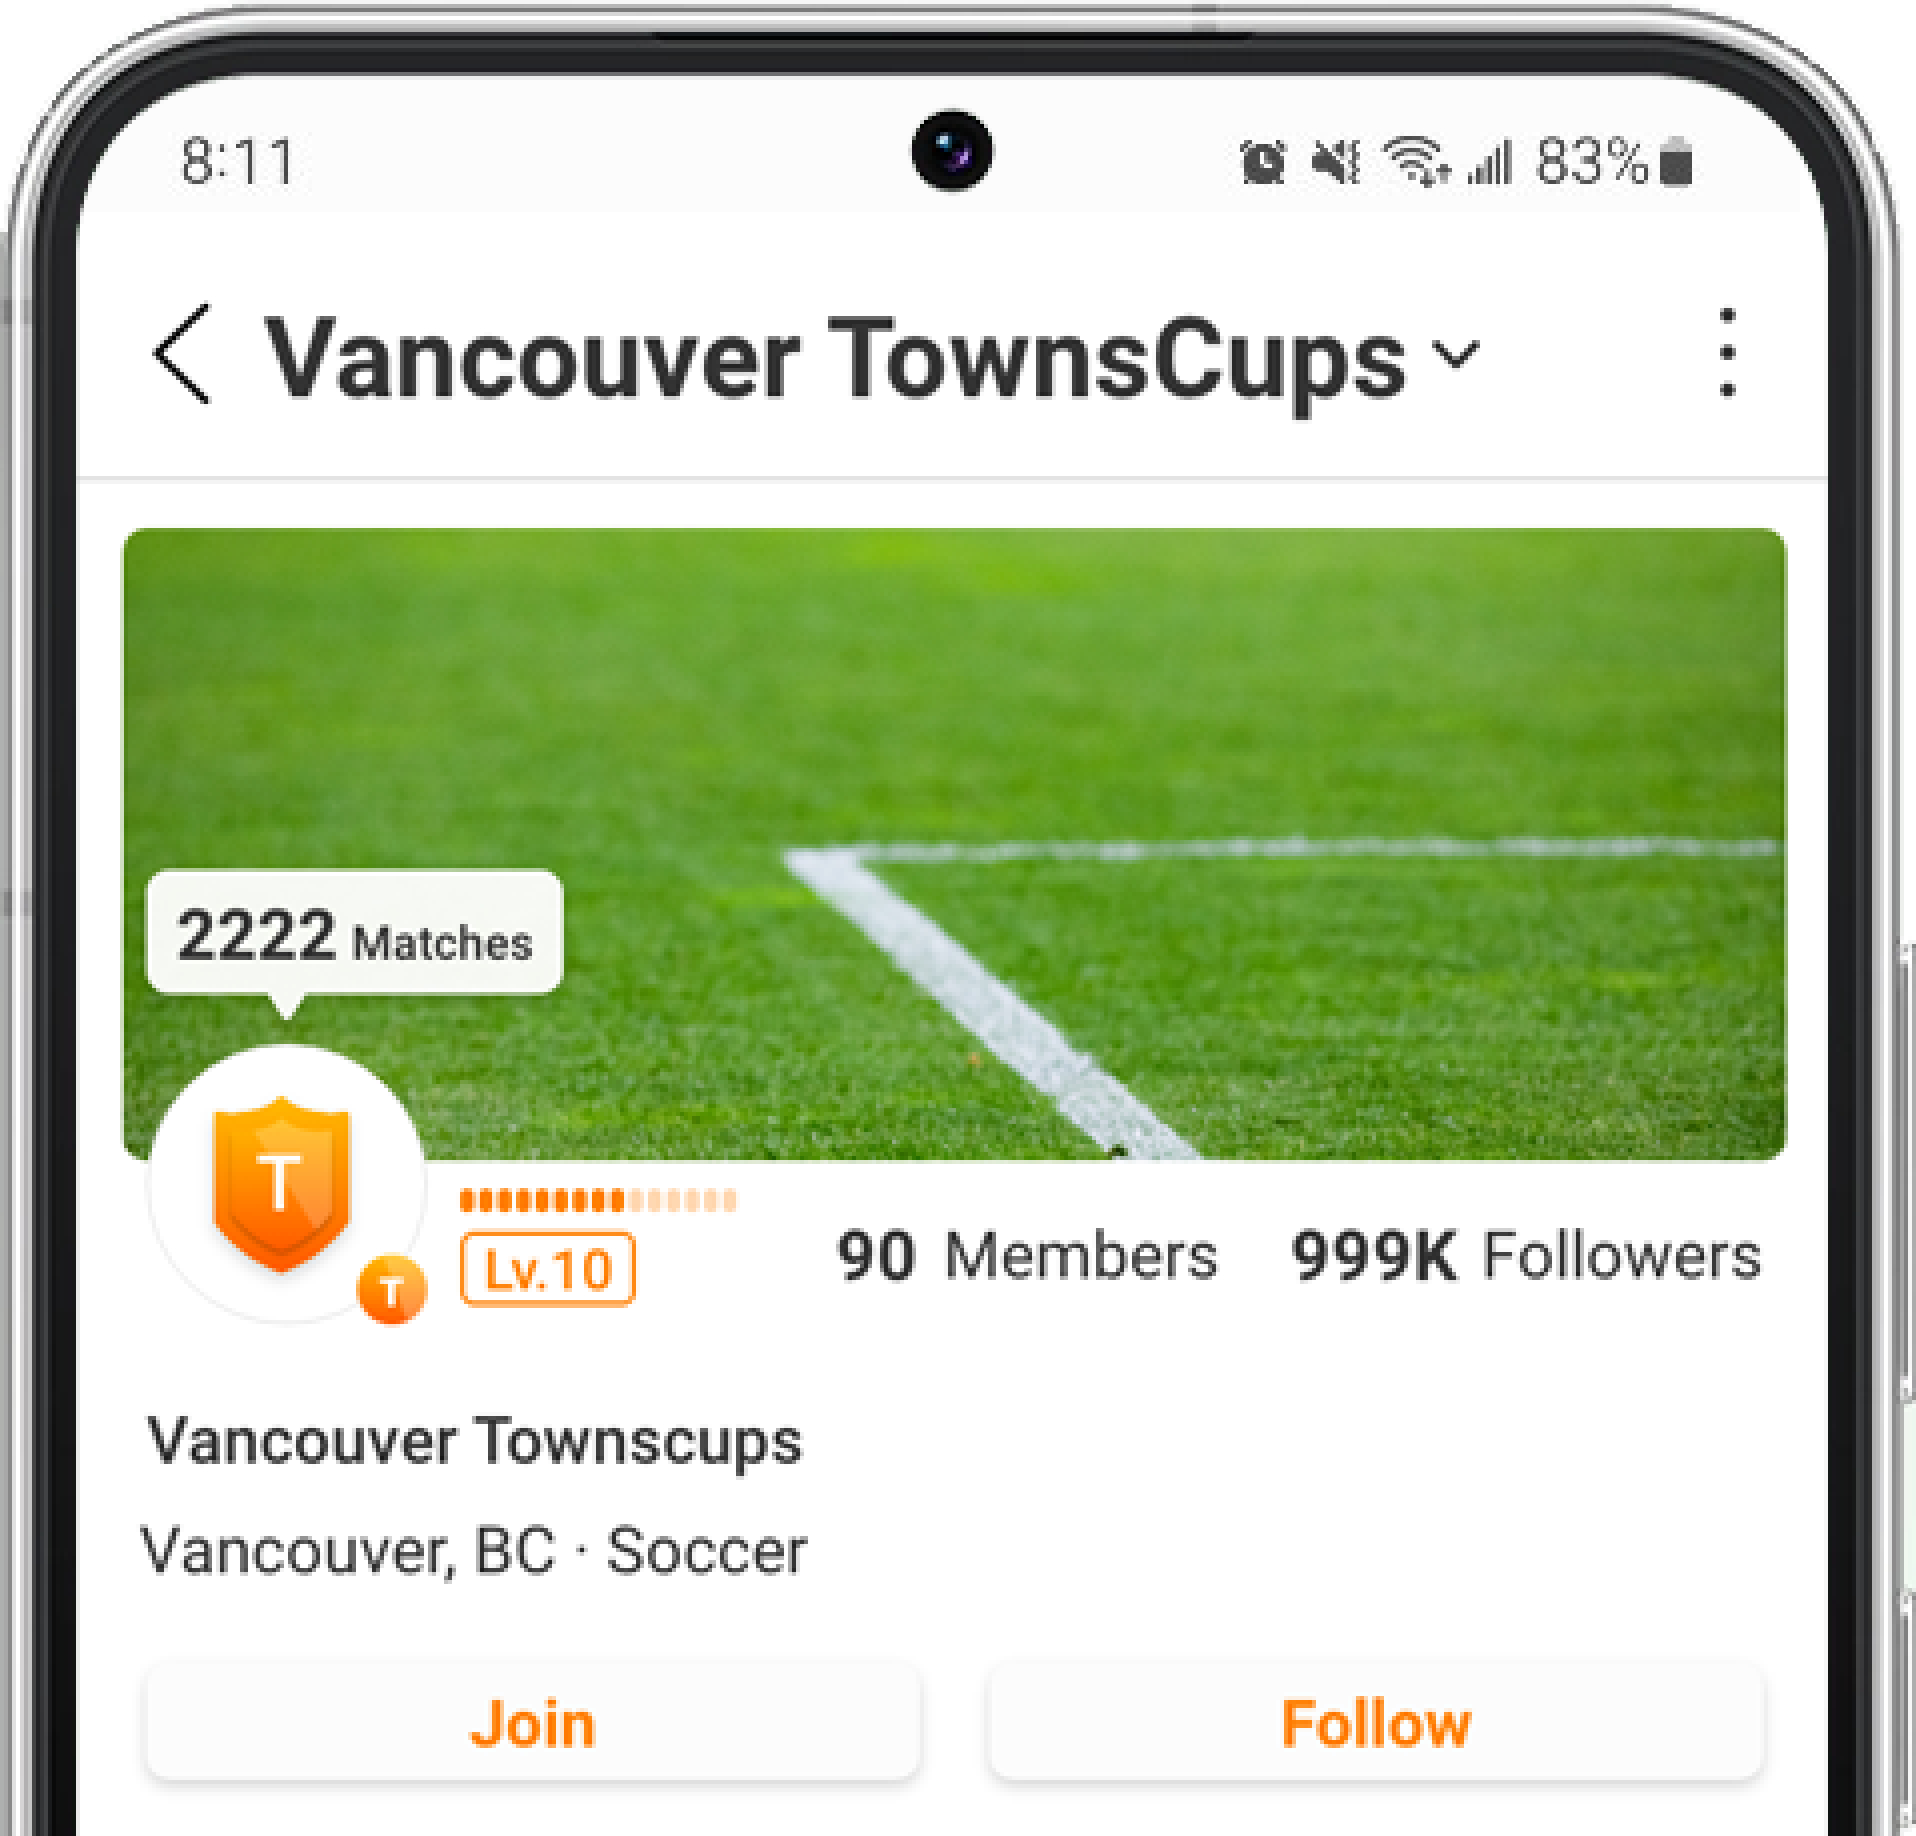 8:11 83%
Vancouver TownsCups
2222 Matches
T
T
Lv.10
90 Members 999K Followers
Vancouver Townscups
Vancouver, BC · Soccer
Join Follow